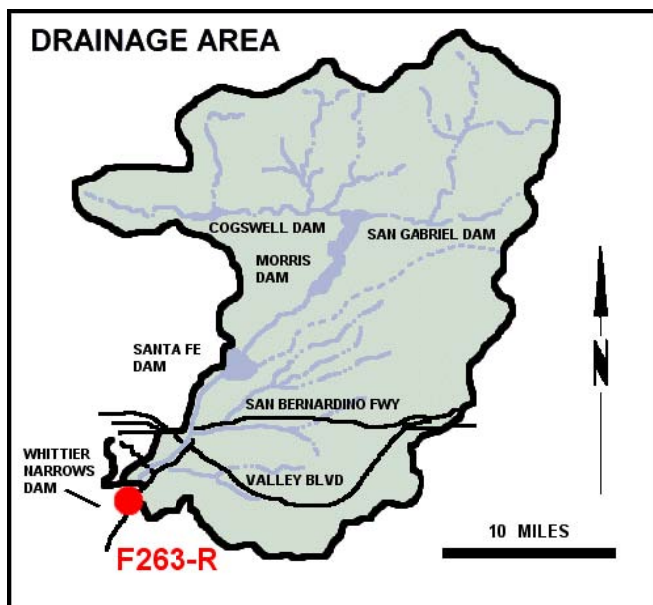 DRAINAGE AREA
COGSWELL DAM
SAN GABRIEL DAM
MORRIS
DAM
SANTA FE
DAM
SAN BERNARDINO FWY
WHITTIER
NARROWS
DAM
VALLEY BLVD
F263-R
N
10 MILES